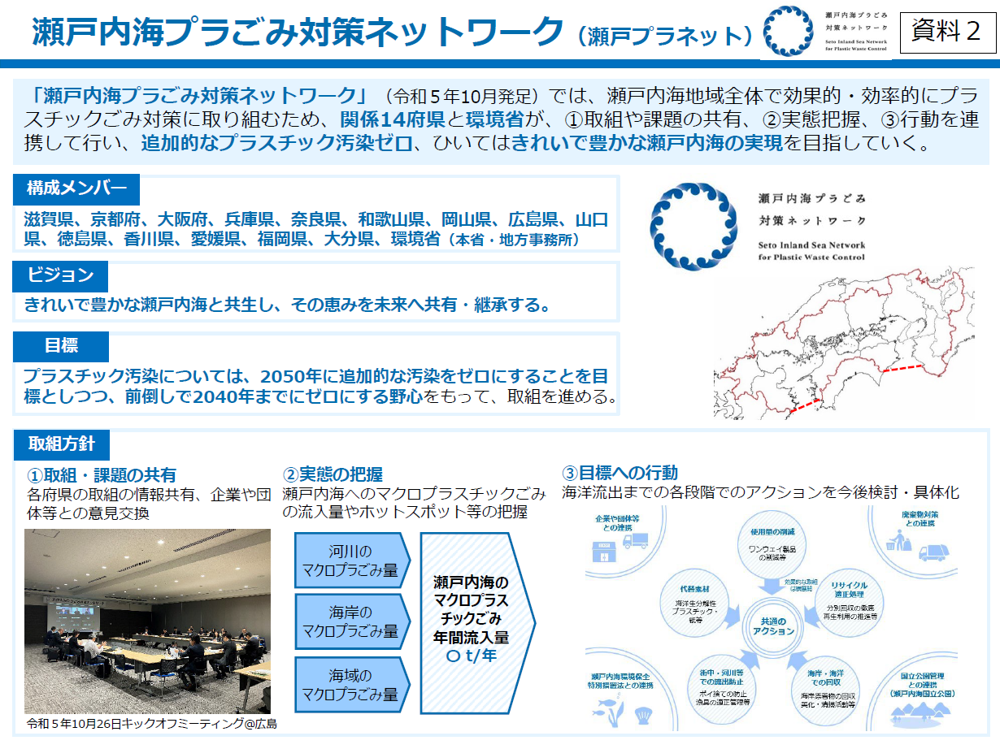 瀬戸内海プラごみ対策ネットワーク（瀬戸プラネット）
瀬戸内海プラごみ
対策ネットワーク
Seto Inland Sea Network
for Plastic Waste Control
資料２
「瀬戸内海プラごみ対策ネットワーク」（令和５年10月発足）では、瀬戸内海地域全体で効果的・効率的にプラ
スチックごみ対策に取り組むため、関係14府県と環境省が、①取組や課題の共有、②実態把握、③行動を連
携して行い、追加的なプラスチック汚染ゼロ、ひいてはきれいで豊かな瀬戸内海の実現を目指していく。
構成メンバー
滋賀県、京都府、大阪府、兵庫県、奈良県、和歌山県、岡山県、広島県、山口
県、徳島県、香川県、愛媛県、福岡県、大分県、環境省（本省・地方事務所）
瀬戸内海プラごみ
対策ネットワーク
Seto Inland Sea Network
for Plastic Waste Control
ビジョン
きれいで豊かな瀬戸内海と共生し、その恵みを未来へ共有・継承する。
目標
プラスチック汚染については、2050年に追加的な汚染をゼロにすることを目
標としつつ、前倒しで2040年までにゼロにする野心をもって、取組を進める。
取組方針
①取組・課題の共有
各府県の取組の情報共有、企業や団
体等との意見交換
令和５年10月26日キックオフミーティング@広島
②実態の把握
瀬戸内海へのマクロプラスチックごみ
の流入量やホットスポット等の把握
河川の
マクロプラごみ量
海岸の
マクロプラごみ量
海域の
マクロプラごみ量
瀬戸内海の
マクロプラス
チックごみ
年間流入量
〇 t/年
③目標への行動
海洋流出までの各段階でのアクションを今後検討・具体化
企業や団体等
との連携
使用量の削減
ワンウェイ製品
の削減等
廃棄物対策
との連携
効果的な取組
は横展開
代替素材
海洋生分解性
プラスチック・
紙等
リサイクル
適正処理
分別回収の徹底
再生利用の推進等
共通の
アクション
瀬戸内海環境保全
特別措置法との連携
街中・河川等
での流出防止
ポイ捨ての防止
漁具の適正管理等
海岸・海洋
での回収
海岸漂着物の回収
美化・清掃活動等
国立公園管理
との連携
（瀬戸内海国立公園）